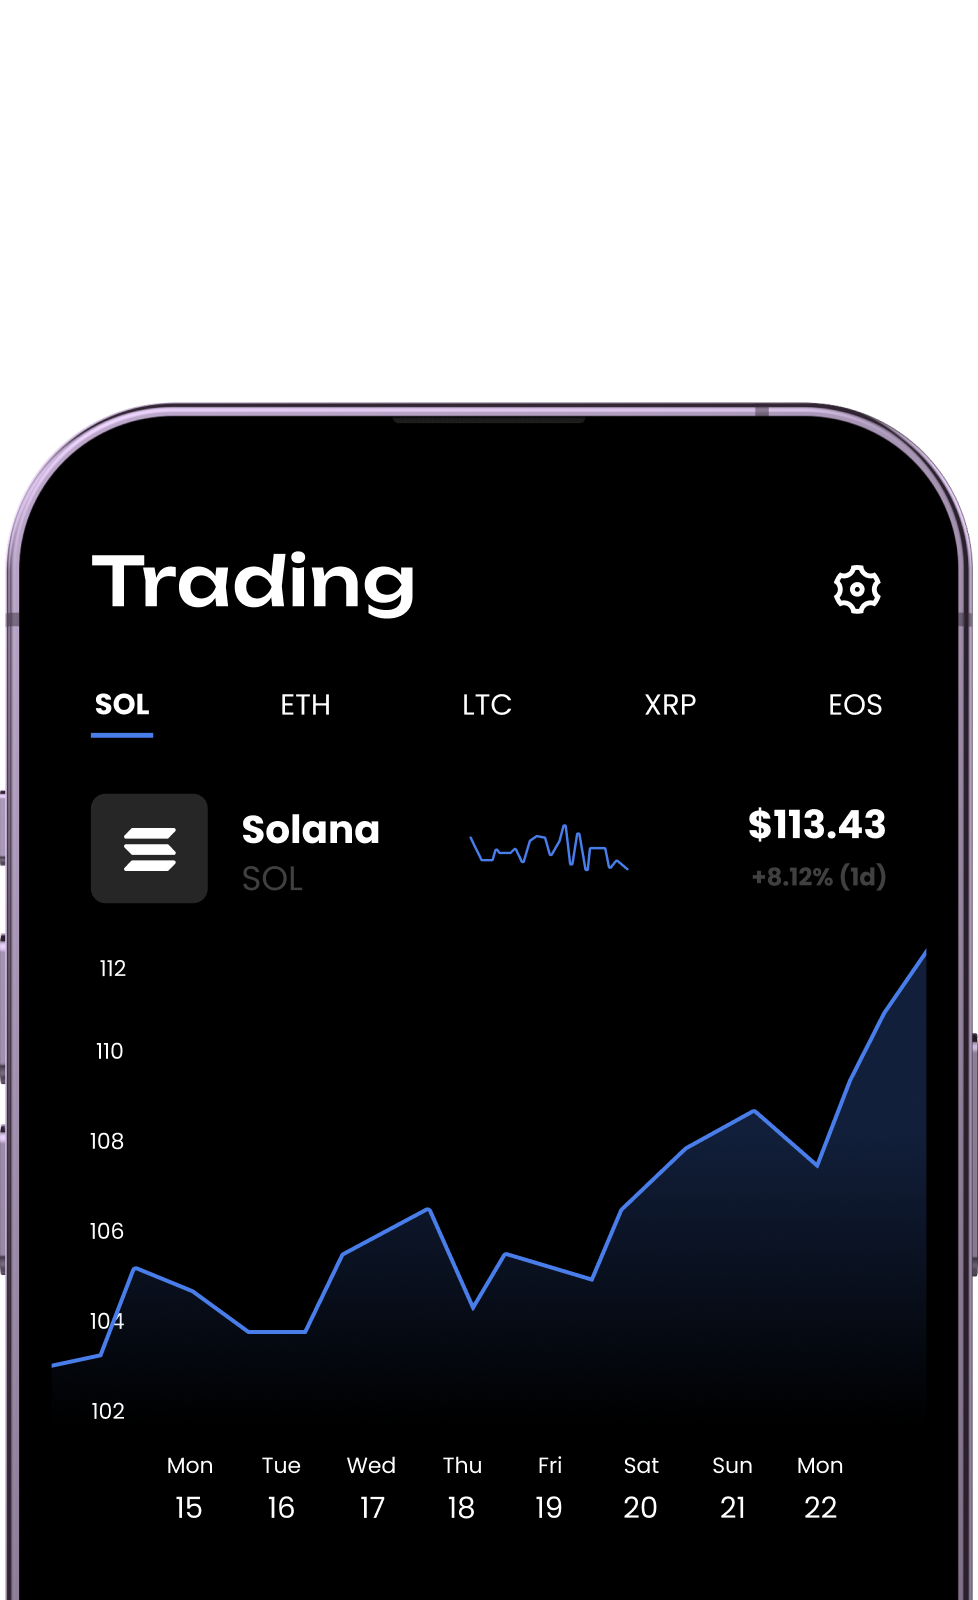 Trading
SOL ETH LTC XRP EOS
Solana
$113.43
SOL
+8.12% (1d)
112
110
108
106
104
102
Mon Tue Wed Thu Fri Sat Sun Mon
15 16 17 18 19 20 21 22